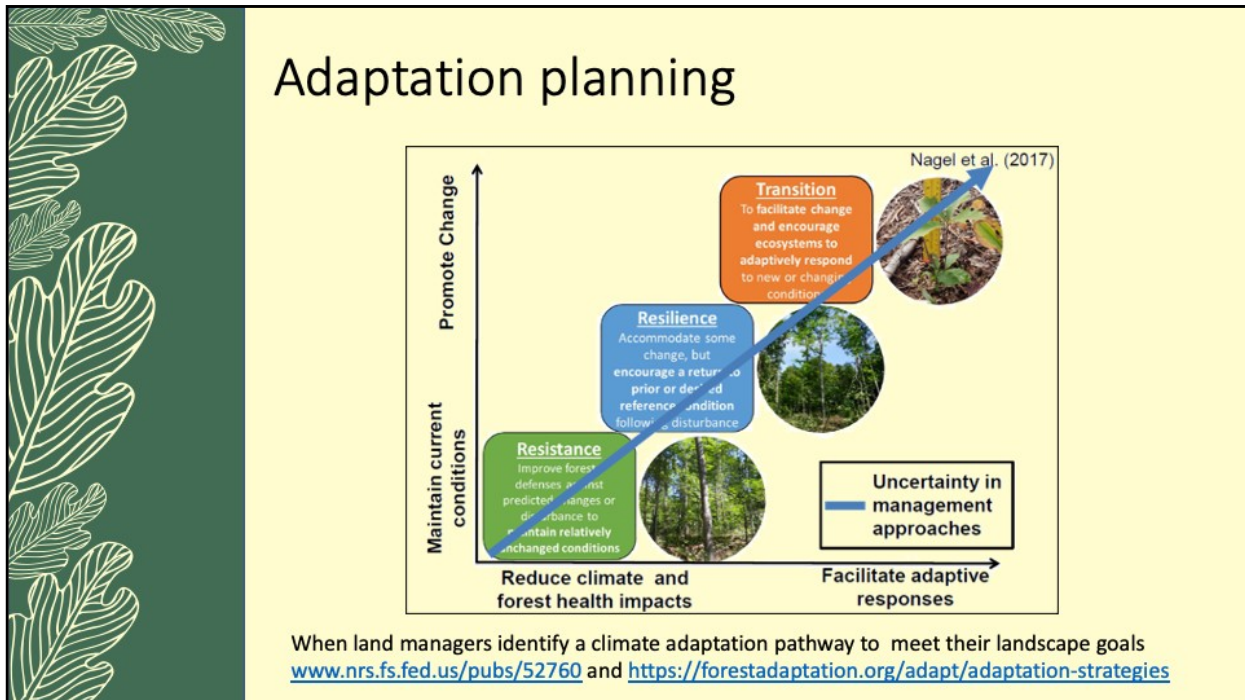 Adaptation planning
Nagel et al. (2017)
Promote Change
Maintain current
conditions
Transition
To facilitate change
and encourage
ecosystems to
adaptively respond
to new or changing
conditions
Resilience
Accommodate some
change, but
encourage a return to
prior or desired
reference condition
following disturbance
Resistance
Improve forest
defenses against
predicted changes or
disturbance to
maintain relatively
unchanged conditions
Uncertainty in
management
approaches
Reduce climate and
forest health impacts
Facilitate adaptive
responses
When land managers identify a climate adaptation pathway to meet their landscape goals
www.nrs.fs.fed.us/pubs/52760 and https://forestadaptation.org/adapt/adaptation-strategies